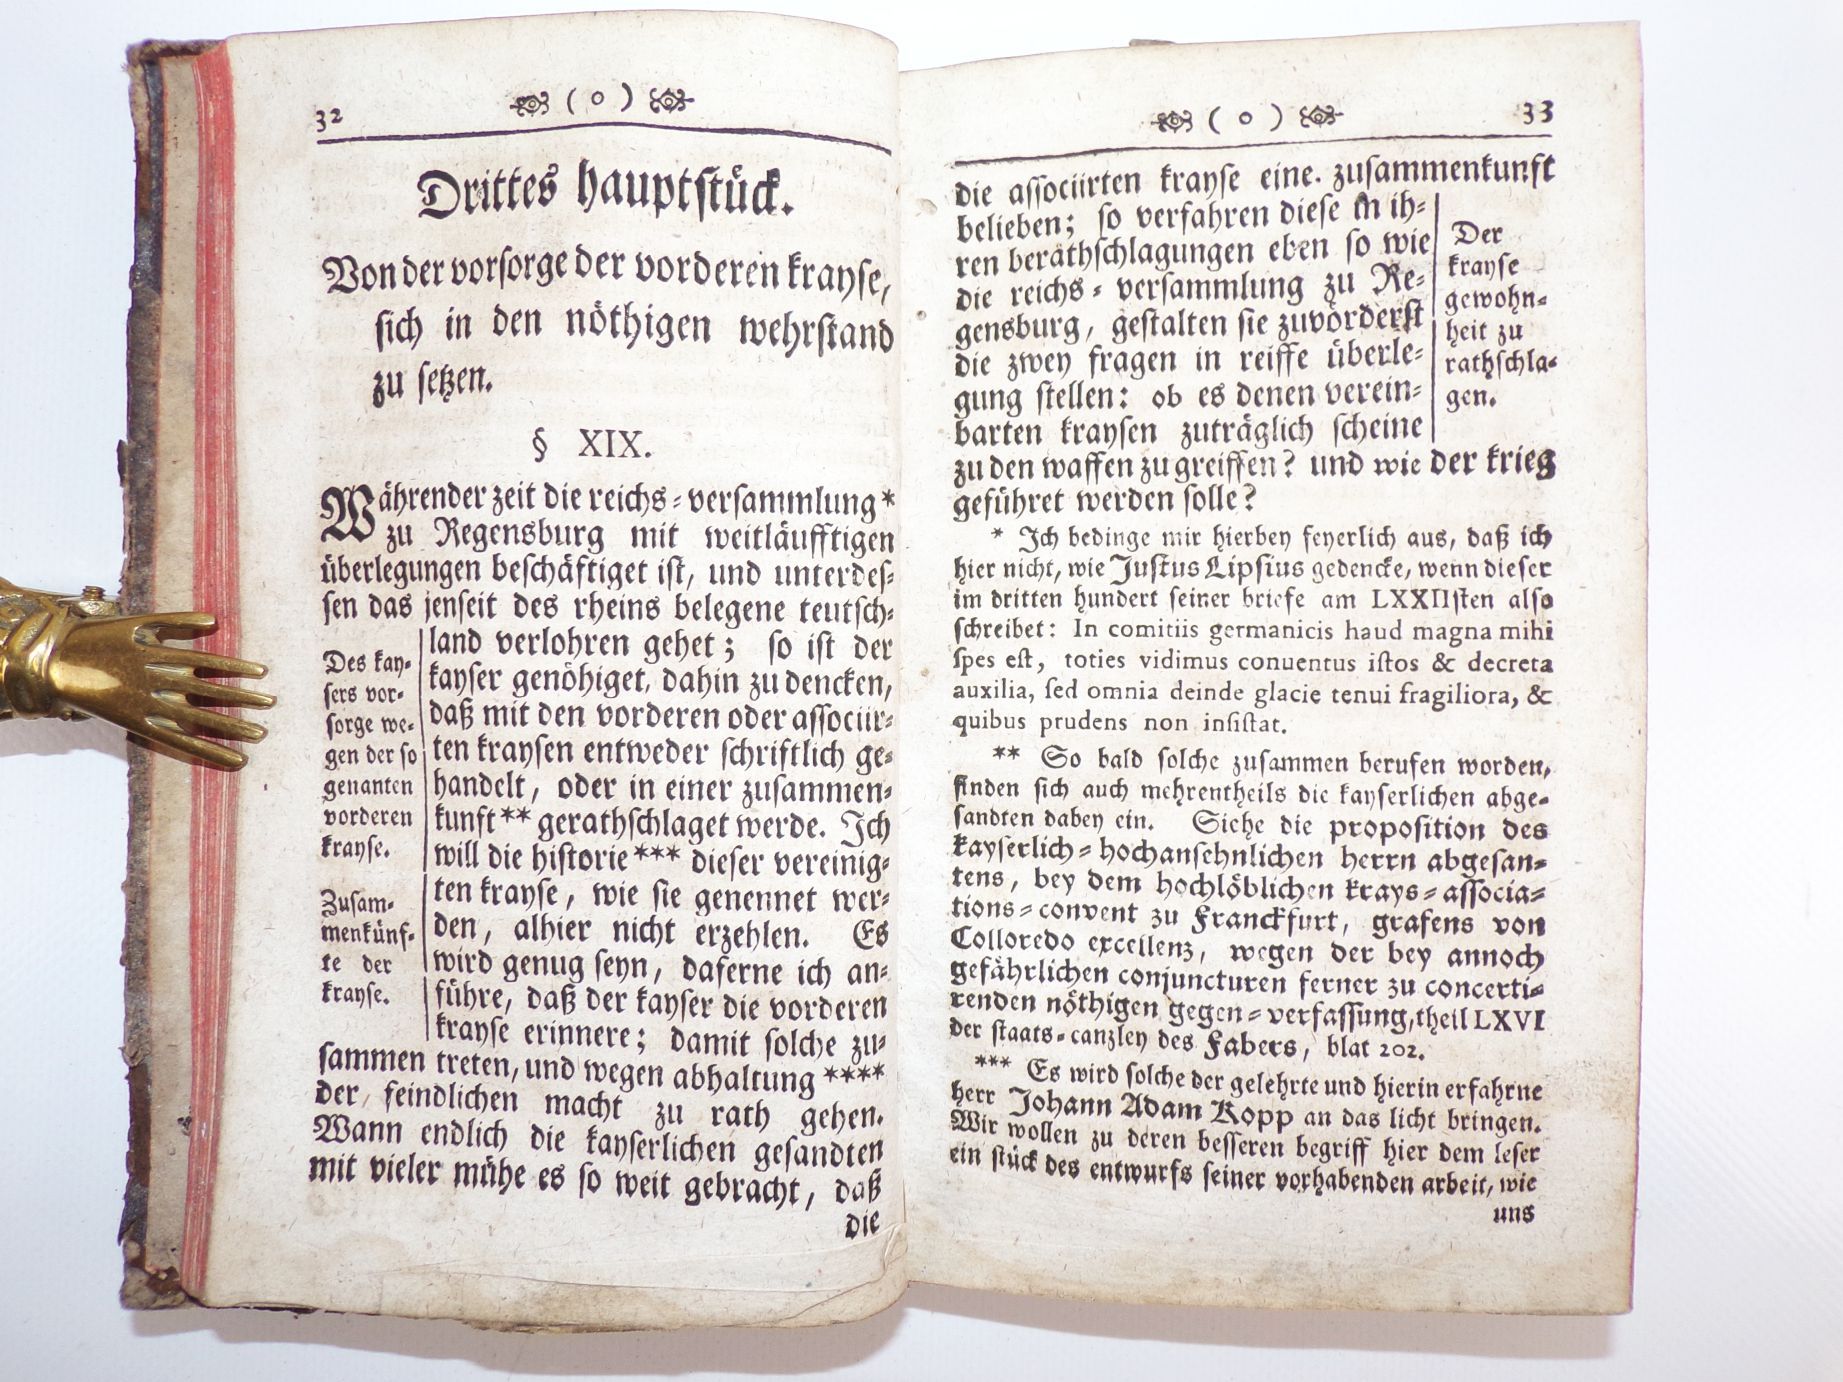 32 ( o )
Drittes hauptstück.
Von der vorsorge der vorderen krayse,
sich in den nöthigen wehrstand
zu setzen.
§ XIX.
Währender zeit die reichs-versammlung*
zu Regensburg mit weitläufftigen
überlegungen beschäftiget ist, und unterdes-
sen das jenseit des rheins belegene teutsch-
land verlohren gehet; so ist der
kayser genöhiget, dahin zu dencken,
daß mit den vorderen oder associir-
ten kraysen entweder schriftlich ge-
handelt, oder in einer zusammen-
kunft** gerathschlaget werde. Ich
will die historie*** dieser vereinig-
ten krayse, wie sie genennet wer-
den, alhier nicht erzehlen. Es
wird genug seyn, daferne ich an-
führe, daß der kayser die vorderen
krayse erinnere; damit solche zu-
sammen treten, und wegen abhaltung ****
der, feindlichen macht zu rath gehen.
Wann endlich die kayserlichen gesandten
mit vieler mühe es so weit gebracht, daß
die
Des kay-
sers vor-
sorge we-
gen der so
genanten
vorderen
krayse.
Zusam-
menkünf-
te der
krayse.
( o ) 33
die associirten krayse eine. zusammenkunft
belieben; so verfahren diese in ih-
ren berathschlagungen eben so wie
die reichs-versammlung zu Re-
gensburg, gestalten sie zuvörderst
die zwey fragen in reiffe überle-
gung stellen: ob es denen verein-
barten kraysen zuträglich scheine
zu den waffen zu greiffen? und wie der krieg
geführet werden solle?
Der
krayse
gewohn-
heit zu
rathschla-
gen.
* Ich bedinge mir hierbey feyerlich aus, daß ich
hier nicht, wie Justus Lipsius gedencke, wenn dieser
im dritten hundert seiner briefe am LXXIIsten also
schreibet: In comitiis germanicis haud magna mihi
spes est, toties vidimus conuentus istos & decreta
auxilia, sed omnia deinde glacie tenui fragiliora, &
quibus prudens non insistat.
** So bald solche zusammen berufen worden,
finden sich auch mehrentheils die kayserlichen abge-
sandten dabey ein. Siehe die proposition des
kayserlich-hochansehnlichen herrn abgesan-
tens, bey dem hochlöblichen krays-associa-
tions-convent zu Franckfurt, grafens von
Colloredo excellenz, wegen der bey annoch
gefährlichen conjuncturen ferner zu concerti-
renden nöthigen gegen-verfassung, theil LXVI
der staats-canzley des Fabers, blat 202.
*** Es wird solche der gelehrte und hierin erfahrne
herr Johann Adam Kopp an das licht bringen.
Wir wollen zu deren besseren begriff hier dem leser
ein stück des entwurfs seiner vorhabenden arbeit, wie
uns